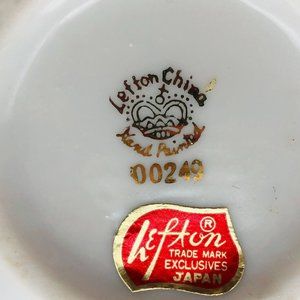 Lefton China
Hand Painted
00249
Lefton ®
TRADE MARK
EXCLUSIVES
JAPAN